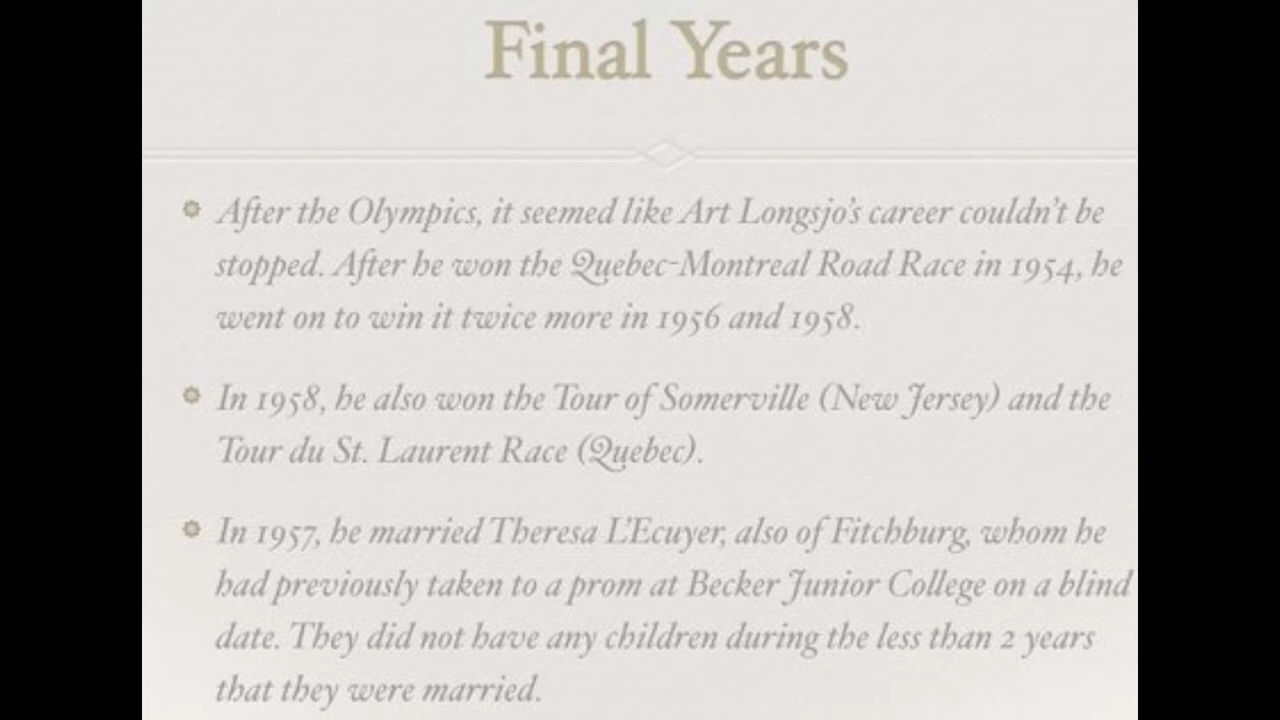 Final Years
After the Olympics, it seemed like Art Longsjo's career couldn't be
stopped. After he won the Quebec-Montreal Road Race in 1954, he
went on to win it twice more in 1956 and 1958.
In 1958, he also won the Tour of Somerville (New Jersey) and the
Tour du St. Laurent Race (Quebec).
In 1957, he married Theresa L'Ecuyer, also of Fitchburg, whom he
had previously taken to a prom at Becker Junior College on a blind
date. They did not have any children during the less than 2 years
that they were married.